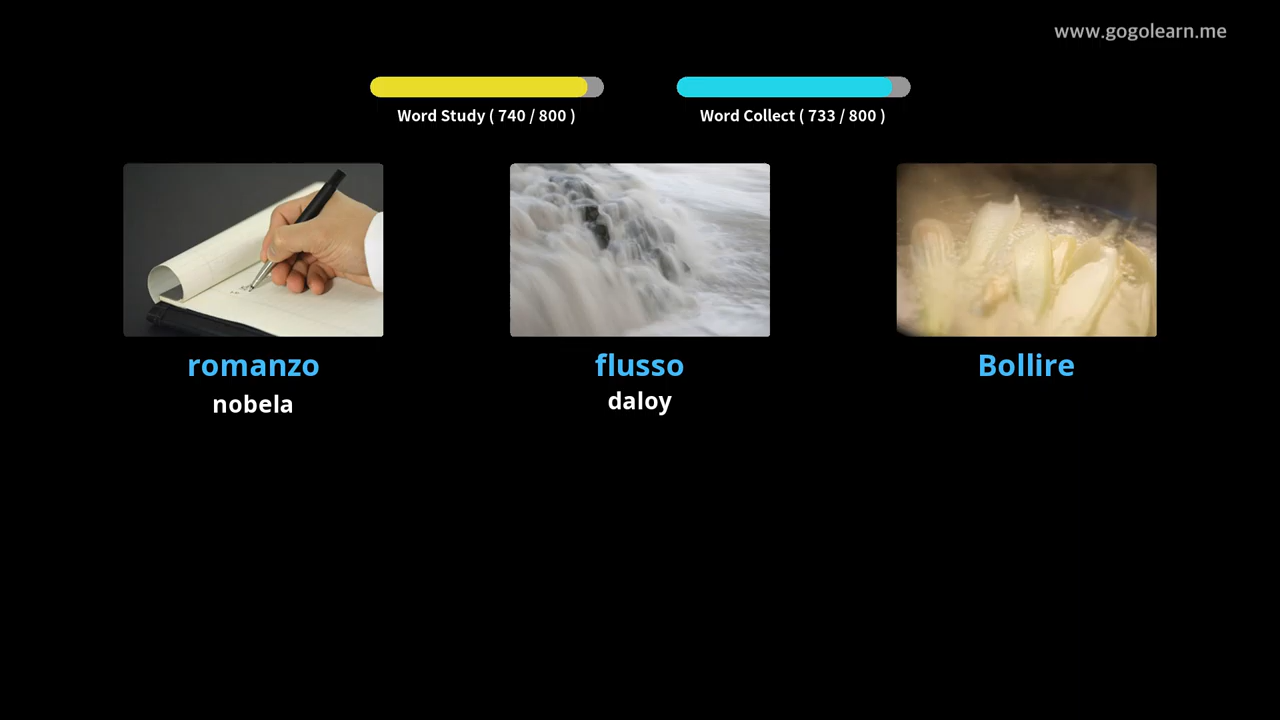 www.gogolearn.me
Word Study ( 740 / 800 )
Word Collect ( 733 / 800 )
romanzo
nobela
flusso
daloy
Bollire